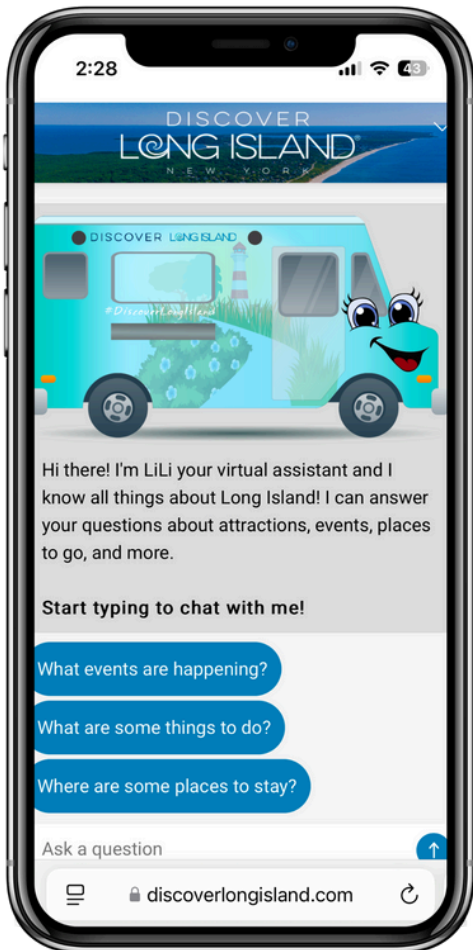 2:28
43
DISCOVER
LONG ISLAND
NEW YORK
DISCOVER LONG ISLAND
#DiscoverLongIsland
Hi there! I'm LiLi your virtual assistant and I
know all things about Long Island! I can answer
your questions about attractions, events, places
to go, and more.
Start typing to chat with me!
What events are happening?
What are some things to do?
Where are some places to stay?
Ask a question
discoverlongisland.com